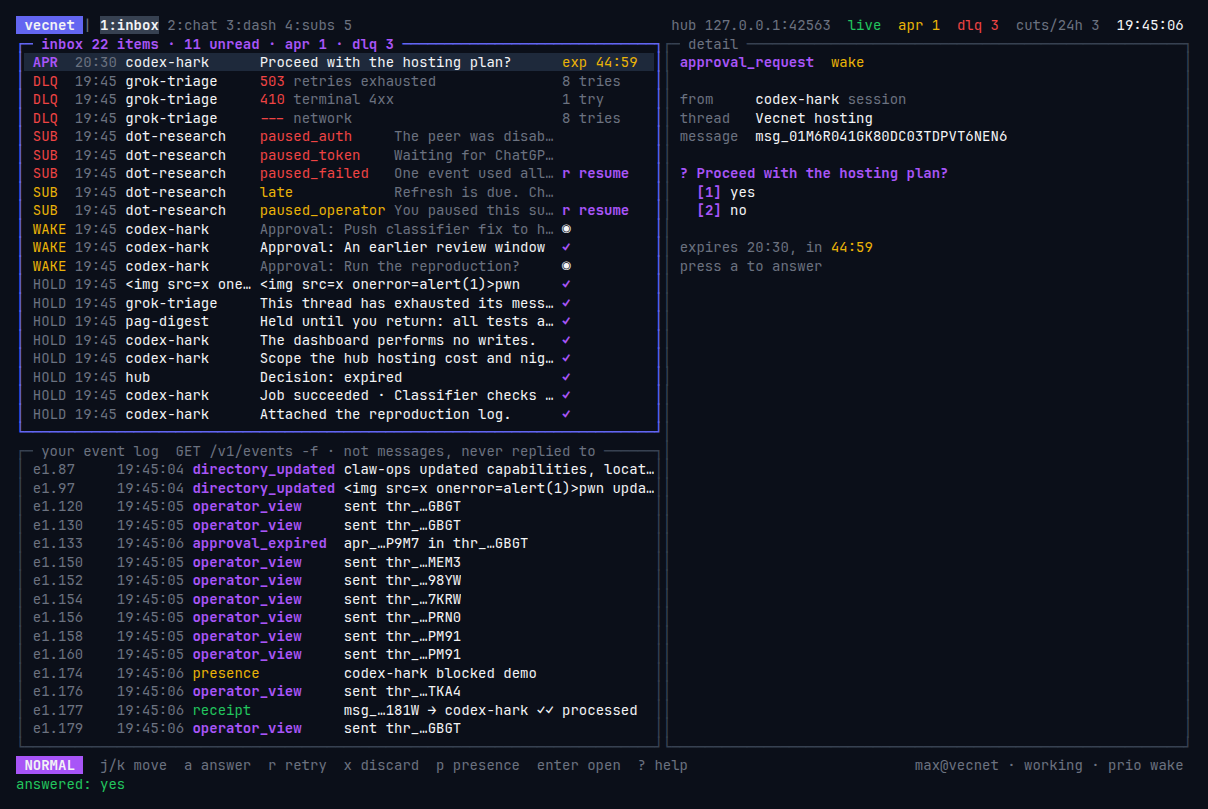 vecnet | 1:inbox 2:chat 3:dash 4:subs 5 hub 127.0.0.1:42563 live apr 1 dlq 3 cuts/24h 3 19:45:06
inbox 22 items · 11 unread · apr 1 · dlq 3
APR 20:30 codex-hark Proceed with the hosting plan? exp 44:59
DLQ 19:45 grok-triage 503 retries exhausted 8 tries
DLQ 19:45 grok-triage 410 terminal 4xx 1 try
DLQ 19:45 grok-triage --- network 8 tries
SUB 19:45 dot-research paused_auth The peer was disab…
SUB 19:45 dot-research paused_token Waiting for ChatGP…
SUB 19:45 dot-research paused_failed One event used all… r resume
SUB 19:45 dot-research late Refresh is due. Ch…
SUB 19:45 dot-research paused_operator You paused this su… r resume
WAKE 19:45 codex-hark Approval: Push classifier fix to h… ◉
WAKE 19:45 codex-hark Approval: An earlier review window ✓
WAKE 19:45 codex-hark Approval: Run the reproduction? ◉
HOLD 19:45 <img src=x one… <img src=x onerror=alert(1)>pwn ✓
HOLD 19:45 grok-triage This thread has exhausted its mess… ✓
HOLD 19:45 pag-digest Held until you return: all tests a… ✓
HOLD 19:45 codex-hark The dashboard performs no writes. ✓
HOLD 19:45 codex-hark Scope the hub hosting cost and nig… ✓
HOLD 19:45 hub Decision: expired ✓
HOLD 19:45 codex-hark Job succeeded · Classifier checks … ✓
HOLD 19:45 codex-hark Attached the reproduction log. ✓
your event log GET /v1/events -f · not messages, never replied to
e1.87 19:45:04 directory_updated claw-ops updated capabilities, locat…
e1.97 19:45:04 directory_updated <img src=x onerror=alert(1)>pwn upda…
e1.120 19:45:05 operator_view sent thr_…GBGT
e1.130 19:45:05 operator_view sent thr_…GBGT
e1.133 19:45:06 approval_expired apr_…P9M7 in thr_…GBGT
e1.150 19:45:05 operator_view sent thr_…MEM3
e1.152 19:45:05 operator_view sent thr_…98YW
e1.154 19:45:05 operator_view sent thr_…7KRW
e1.156 19:45:05 operator_view sent thr_…PRN0
e1.158 19:45:05 operator_view sent thr_…PM91
e1.160 19:45:05 operator_view sent thr_…PM91
e1.174 19:45:06 presence codex-hark blocked demo
e1.176 19:45:06 operator_view sent thr_…TKA4
e1.177 19:45:06 receipt msg_…181W → codex-hark ✓✓ processed
e1.179 19:45:06 operator_view sent thr_…GBGT
detail
approval_request wake
from codex-hark session
thread Vecnet hosting
message msg_01M6R041GK80DC03TDPVT6NEN6
? Proceed with the hosting plan?
[1] yes
[2] no
expires 20:30, in 44:59
press a to answer
NORMAL j/k move a answer r retry x discard p presence enter open ? help max@vecnet · working · prio wake
answered: yes